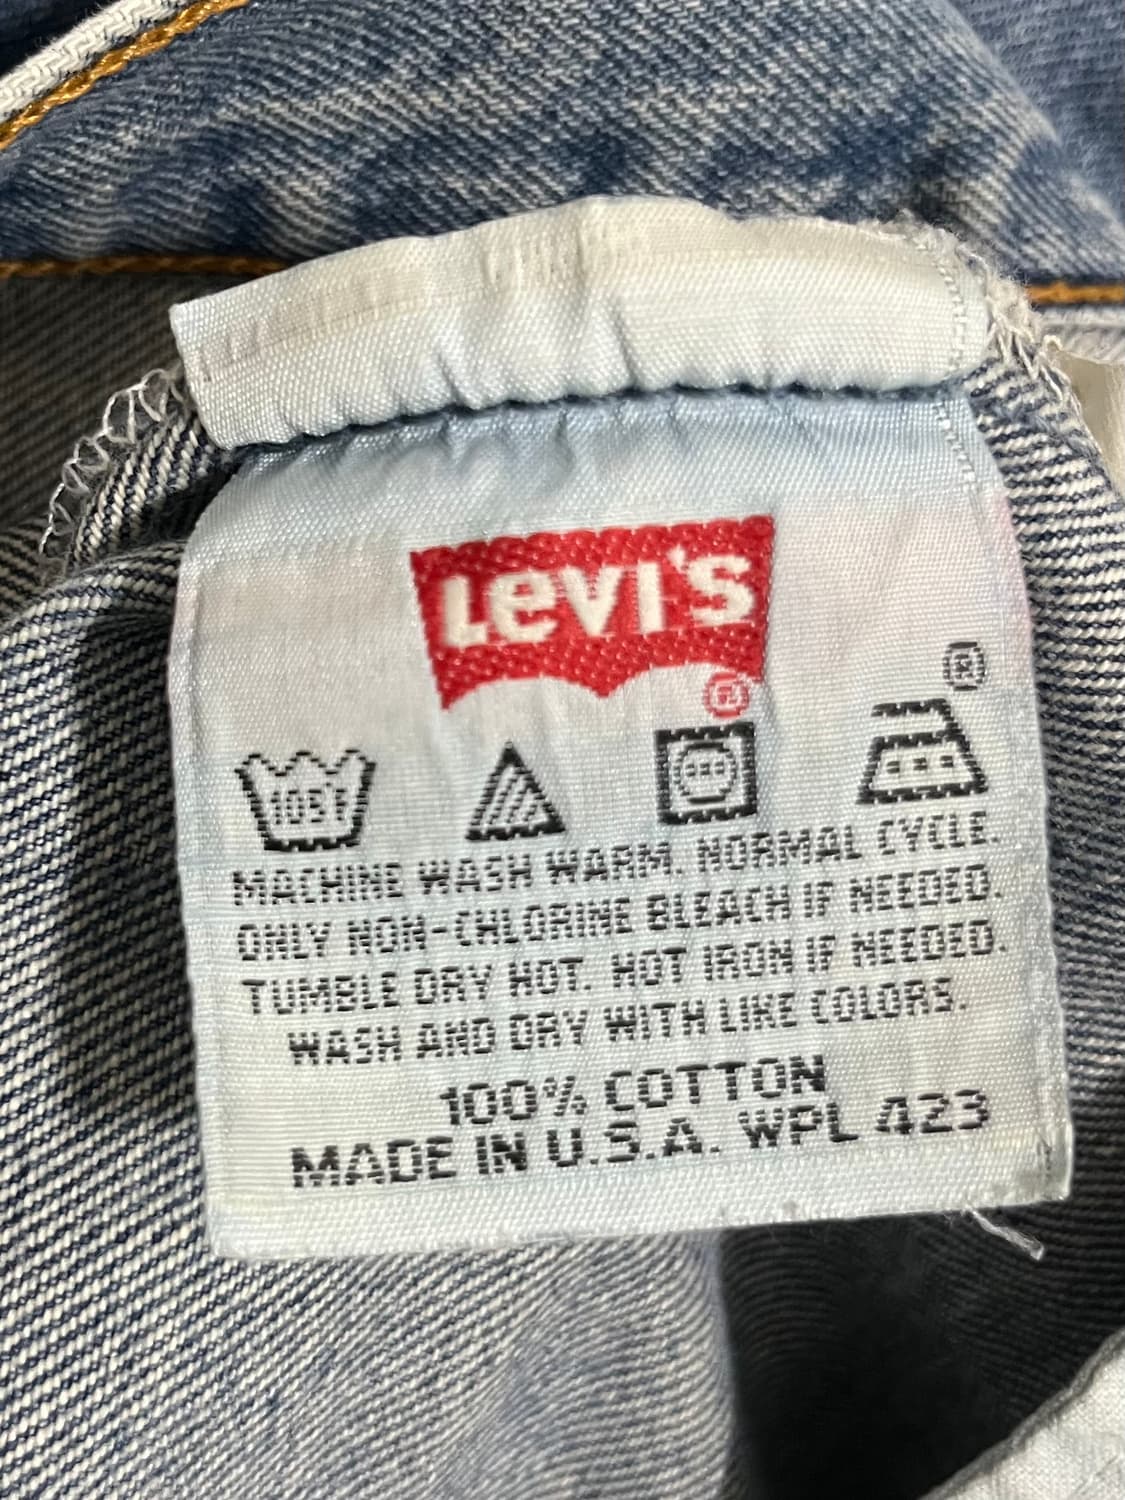 Levi's
®
®
105°F
MACHINE WASH WARM. NORMAL CYCLE.
ONLY NON-CHLORINE BLEACH IF NEEDED.
TUMBLE DRY HOT. HOT IRON IF NEEDED.
WASH AND DRY WITH LIKE COLORS.
100% COTTON
MADE IN U.S.A. WPL 423